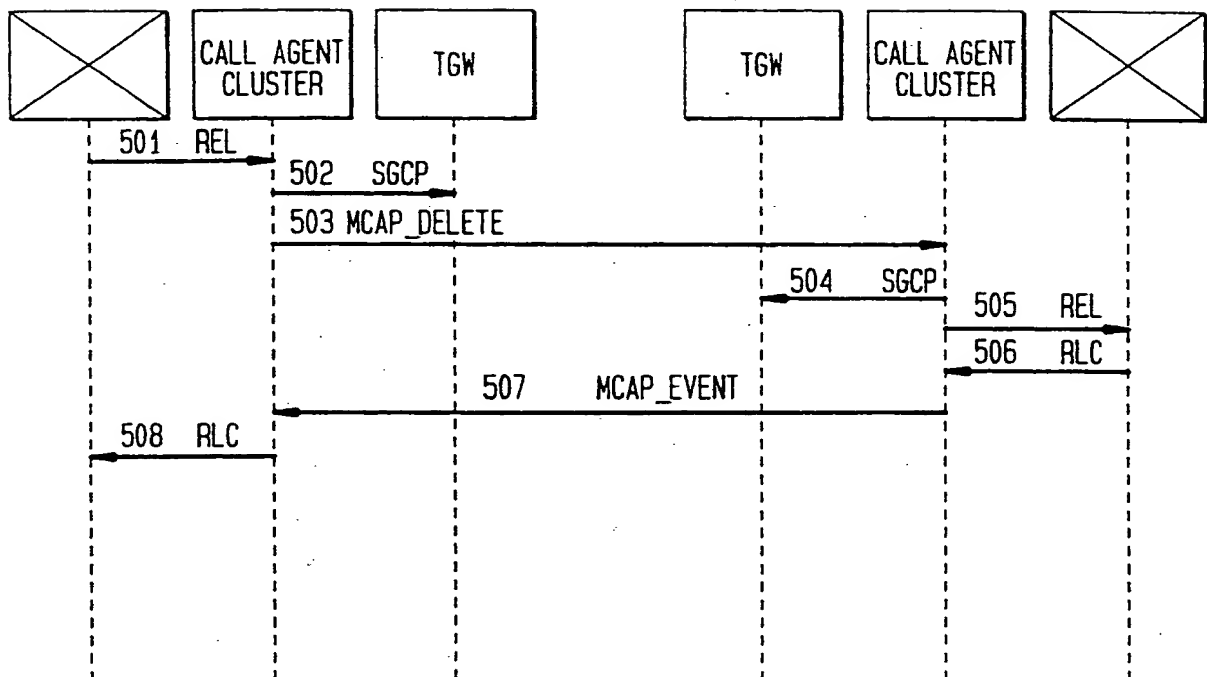 CALL AGENT
CLUSTER
TGW
TGW
CALL AGENT
CLUSTER
501 REL
502 SGCP
503 MCAP_DELETE
504 SGCP
505 REL
506 RLC
507 MCAP_EVENT
508 RLC